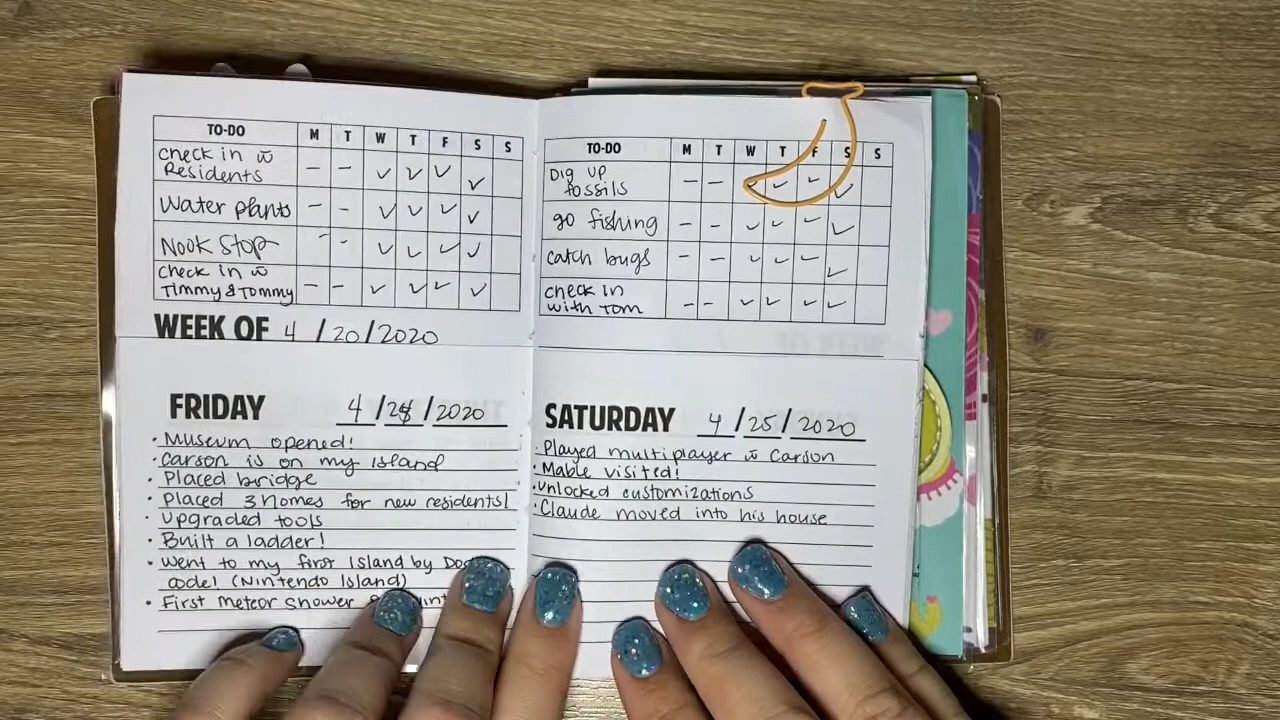 TO-DO M T W T F S S
check in w̄
Residents – – ✓ ✓ ✓ ✓
Water plants – – ✓ ✓ ✓ ✓
Nook Stop – – ✓ ✓ ✓ ✓
check in w̄
Timmy & Tommy – – ✓ ✓ ✓ ✓
WEEK OF 4/20/2020
FRIDAY 4/24/2020
• Museum opened!
• Carson is on my island
• Placed bridge
• Placed 3 homes for new residents!
• Upgraded tools
• Built a ladder!
• Went to my first Island by
code! (Nintendo Island)
• First meteor shower
TO-DO M T W T F S S
Dig up
fossils – – ✓ ✓ ✓ ✓
go fishing – – ✓ ✓ ✓ ✓
catch bugs – – ✓ ✓ ✓ ✓
check in
with Tom – – ✓ ✓ ✓ ✓
SATURDAY 4/25/2020
• Played multiplayer w̄ Carson
• Mable visited!
• unlocked customizations
• Claude moved into his house